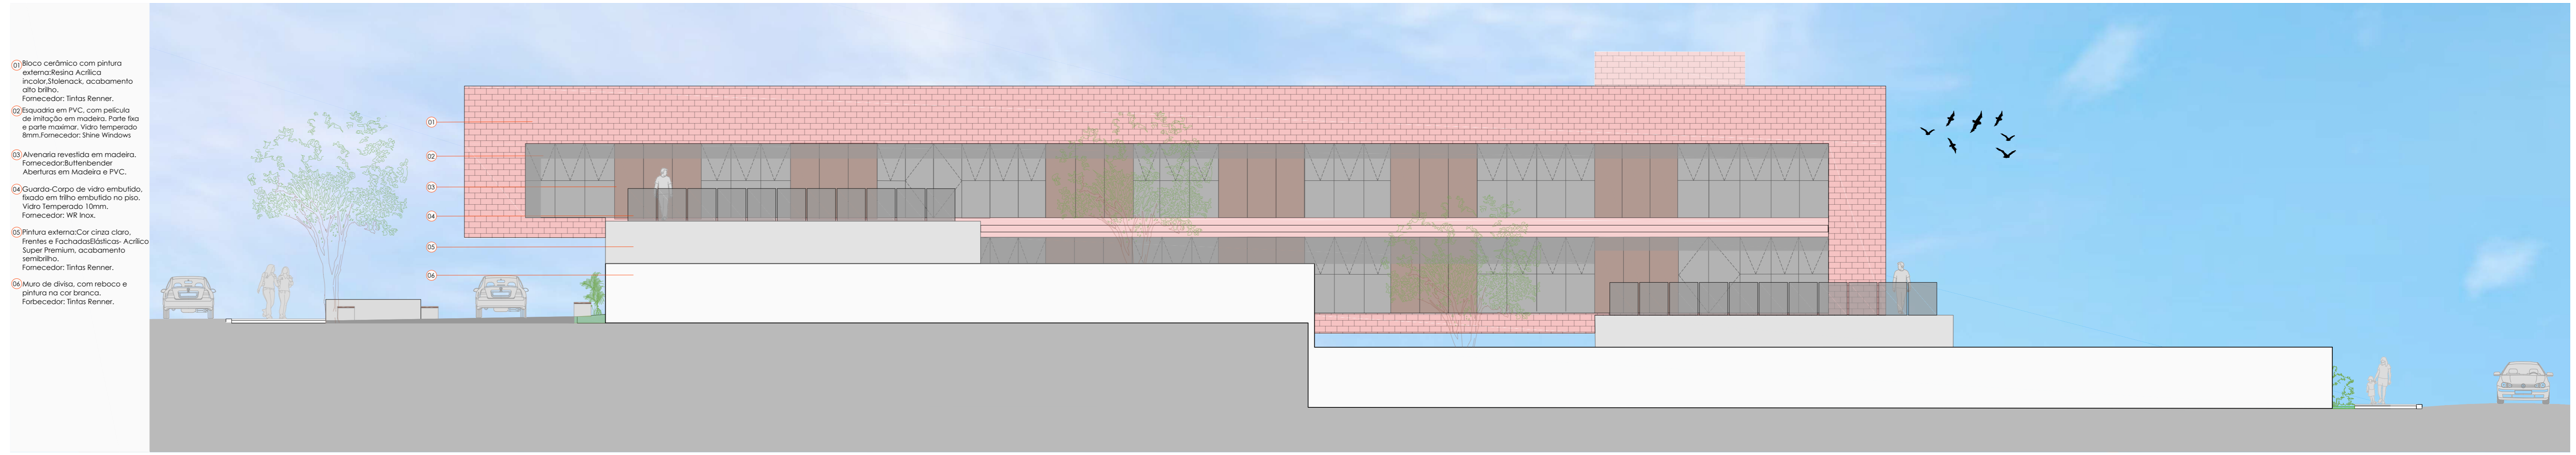 01 Bloco cerâmico com pintura
externa:Resina Acrílica
incolor,Stolenack, acabamento
alto brilho.
Fornecedor: Tintas Renner.
02 Esquadria em PVC, com película
de imitação em madeira. Parte fixa
e parte maximar. Vidro temperado
8mm.Fornecedor: Shine Windows
03 Alvenaria revestida em madeira.
Fornecedor:Buttenbender
Aberturas em Madeira e PVC.
04 Guarda-Corpo de vidro embutido,
fixado em trilho embutido no piso.
Vidro Temperado 10mm.
Fornecedor: WR Inox.
05 Pintura externa:Cor cinza claro,
Frentes e FachadasElásticas- Acrílico
Super Premium, acabamento
semibrilho.
Fornecedor: Tintas Renner.
06 Muro de divisa, com reboco e
pintura na cor branca.
Forbecedor: Tintas Renner.
01
02
03
04
05
06